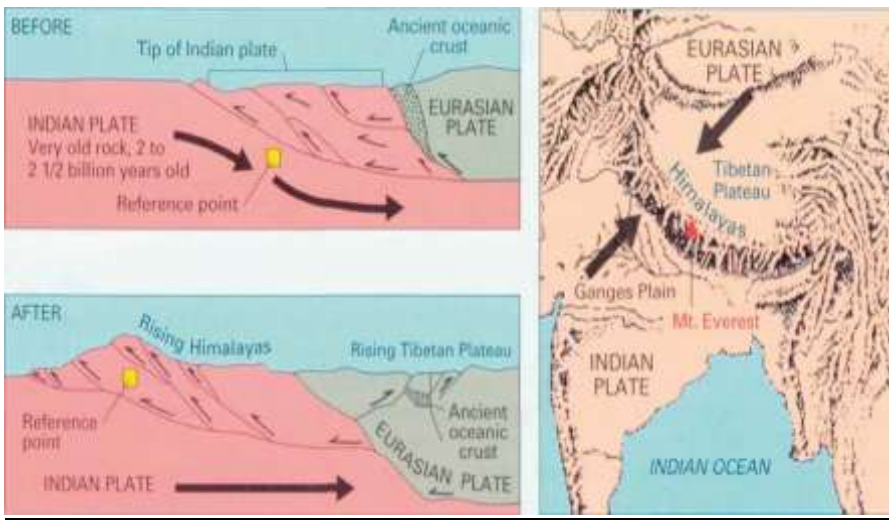 BEFORE
Tip of Indian plate
Ancient oceanic
crust
EURASIAN
PLATE
INDIAN PLATE
Very old rock, 2 to
2 1/2 billion years old
Reference point
AFTER
Rising Himalayas
Rising Tibetan Plateau
Reference
point
Ancient
oceanic
crust
EURASIAN PLATE
INDIAN PLATE
EURASIAN
PLATE
Tibetan
Plateau
Himalayas
Ganges Plain
Mt. Everest
INDIAN
PLATE
INDIAN OCEAN